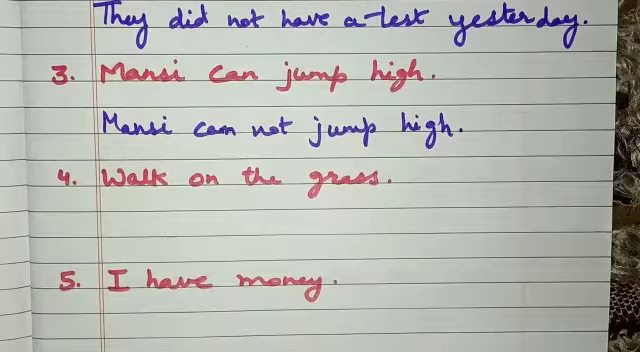 They did not have a test yesterday.
3. Mansi can jump high.
Mansi can not jump high.
4. Walk on the grass.
5. I have money.